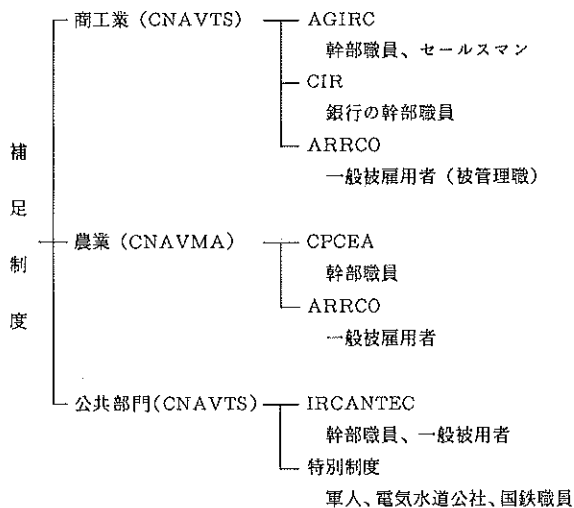 補足制度
商工業 (CNAVTS)
AGIRC
幹部職員、セールスマン
CIR
銀行の幹部職員
ARRCO
一般被雇用者 (被管理職)
農業 (CNAVMA)
CPCEA
幹部職員
ARRCO
一般被雇用者
公共部門(CNAVTS)
IRCANTEC
幹部職員、一般被用者
特別制度
軍人、電気水道公社、国鉄職員